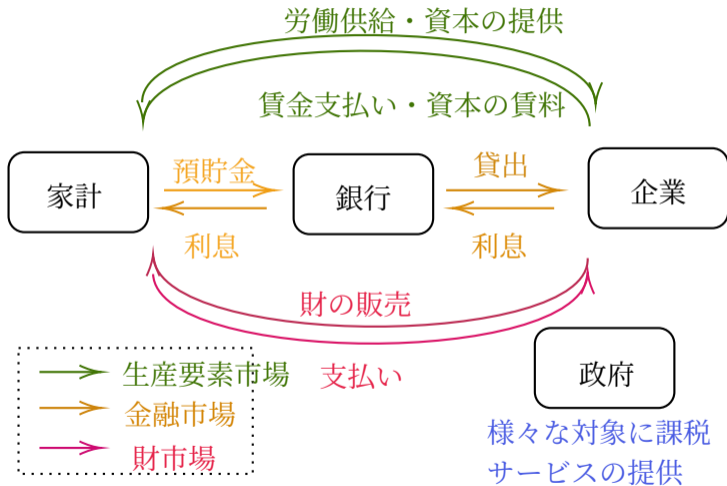 労働供給・資本の提供
賃金支払い・資本の賃料
家計
預貯金
利息
銀行
貸出
利息
企業
財の販売
支払い
生産要素市場
金融市場
財市場
政府
様々な対象に課税
サービスの提供